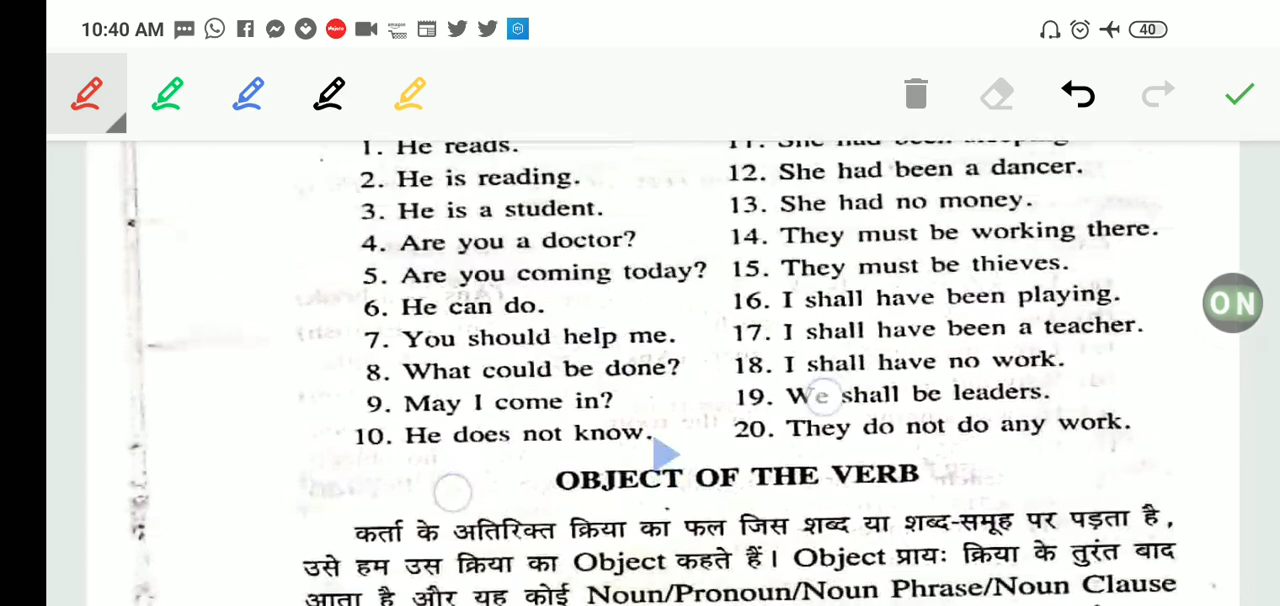 10:40 AM
40
1. He reads.
2. He is reading.
3. He is a student.
4. Are you a doctor?
5. Are you coming today?
6. He can do.
7. You should help me.
8. What could be done?
9. May I come in?
10. He does not know.
12. She had been a dancer.
13. She had no money.
14. They must be working there.
15. They must be thieves.
16. I shall have been playing.
17. I shall have been a teacher.
18. I shall have no work.
19. We shall be leaders.
20. They do not do any work.
ON
OBJECT OF THE VERB
कर्ता के अतिरिक्त क्रिया का फल जिस शब्द या शब्द-समूह पर पड़ता है,
उसे हम उस क्रिया का Object कहते हैं। Object प्रायः क्रिया के तुरंत बाद
आता है और यह कोई Noun/Pronoun/Noun Phrase/Noun Clause